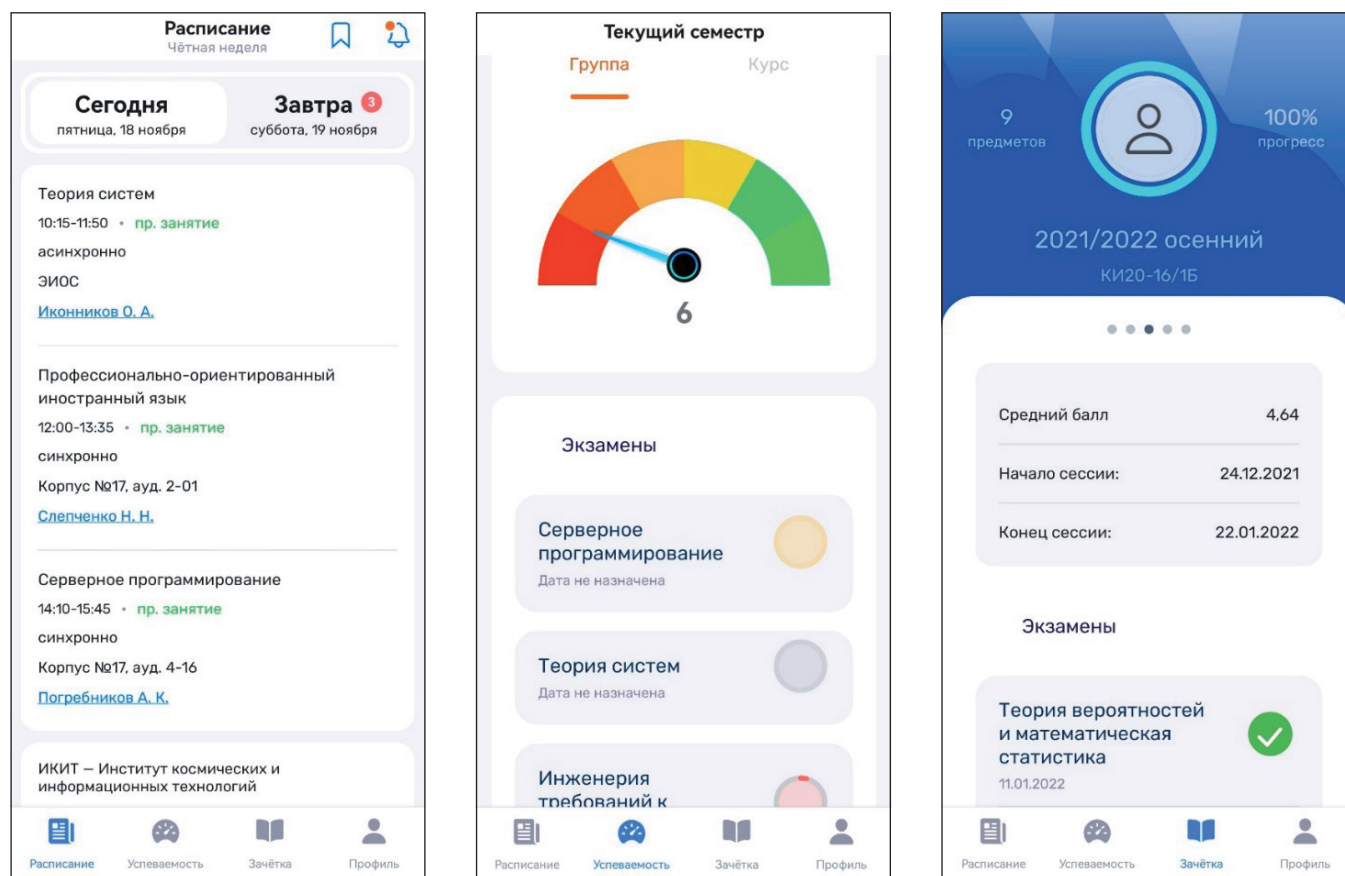 Расписание
Чётная неделя
Сегодня
пятница, 18 ноября
Завтра 3
суббота, 19 ноября
Теория систем
10:15-11:50 • пр. занятие
асинхронно
ЭИОС
Иконников О. А.
Профессионально-ориентированный
иностранный язык
12:00-13:35 • пр. занятие
синхронно
Корпус №17, ауд. 2-01
Слепченко Н. Н.
Серверное программирование
14:10-15:45 • пр. занятие
синхронно
Корпус №17, ауд. 4-16
Погребников А. К.
ИКИТ — Институт космических и
информационных технологий
Расписание
Успеваемость
Зачётка
Профиль
Текущий семестр
Группа
Курс
6
Экзамены
Серверное
программирование
Дата не назначена
Теория систем
Дата не назначена
Инженерия
требований к
Расписание
Успеваемость
Зачётка
Профиль
9
предметов
100%
прогресс
2021/2022 осенний
КИ20-16/1Б
Средний балл 4,64
Начало сессии: 24.12.2021
Конец сессии: 22.01.2022
Экзамены
Теория вероятностей
и математическая
статистика
11.01.2022
Расписание
Успеваемость
Зачётка
Профиль